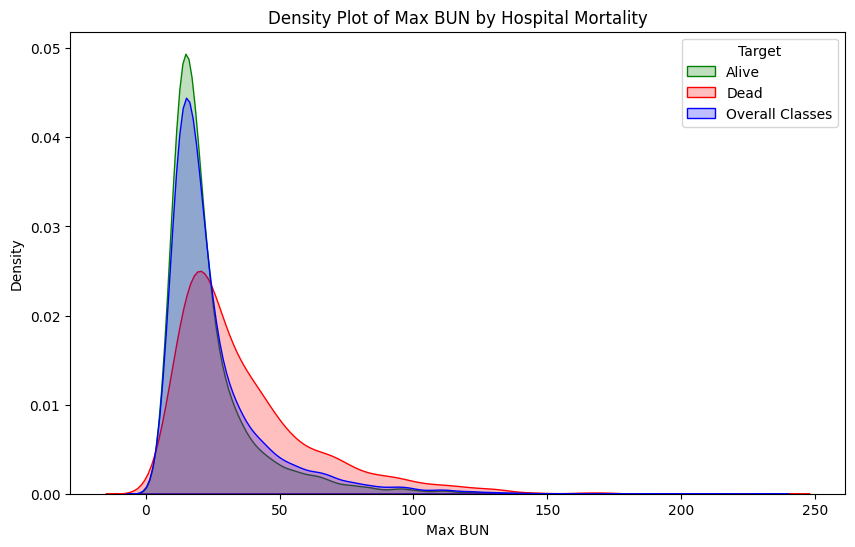 Density Plot of Max BUN by Hospital Mortality
Target
Alive
Dead
Overall Classes
Density
0.05
0.04
0.03
0.02
0.01
0.00
0 50 100 150 200 250
Max BUN